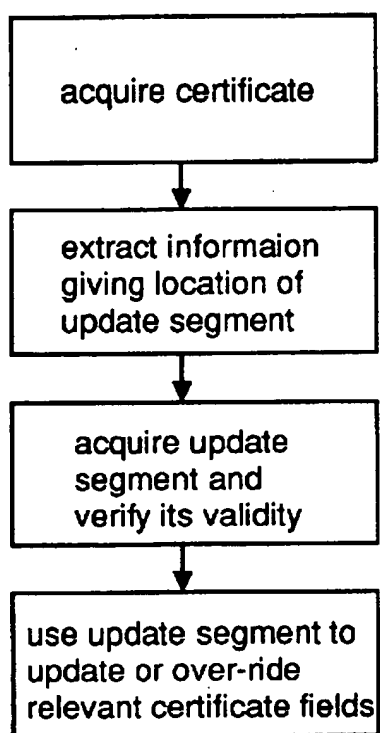 acquire certificate
extract informaion
giving location of
update segment
acquire update
segment and
verify its validity
use update segment to
update or over-ride
relevant certificate fields